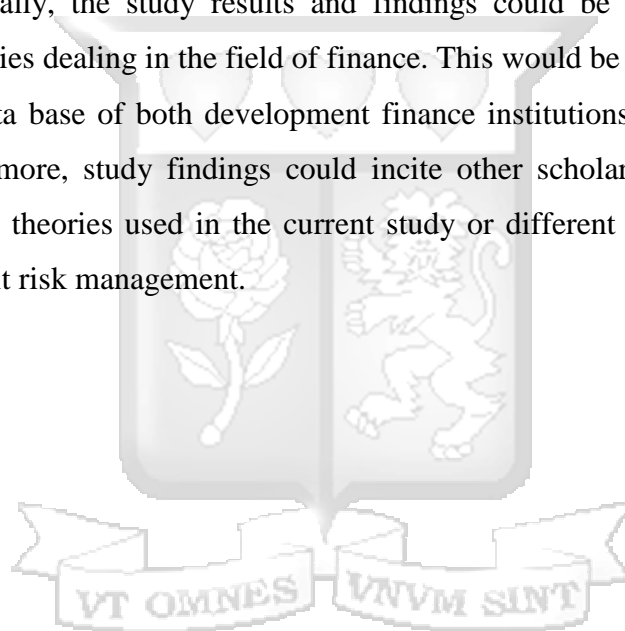 ally, the study results and findings could be
ies dealing in the field of finance. This would be
ta base of both development finance institutions
more, study findings could incite other scholar
theories used in the current study or different
t risk management.
VT OMNES VNVM SINT